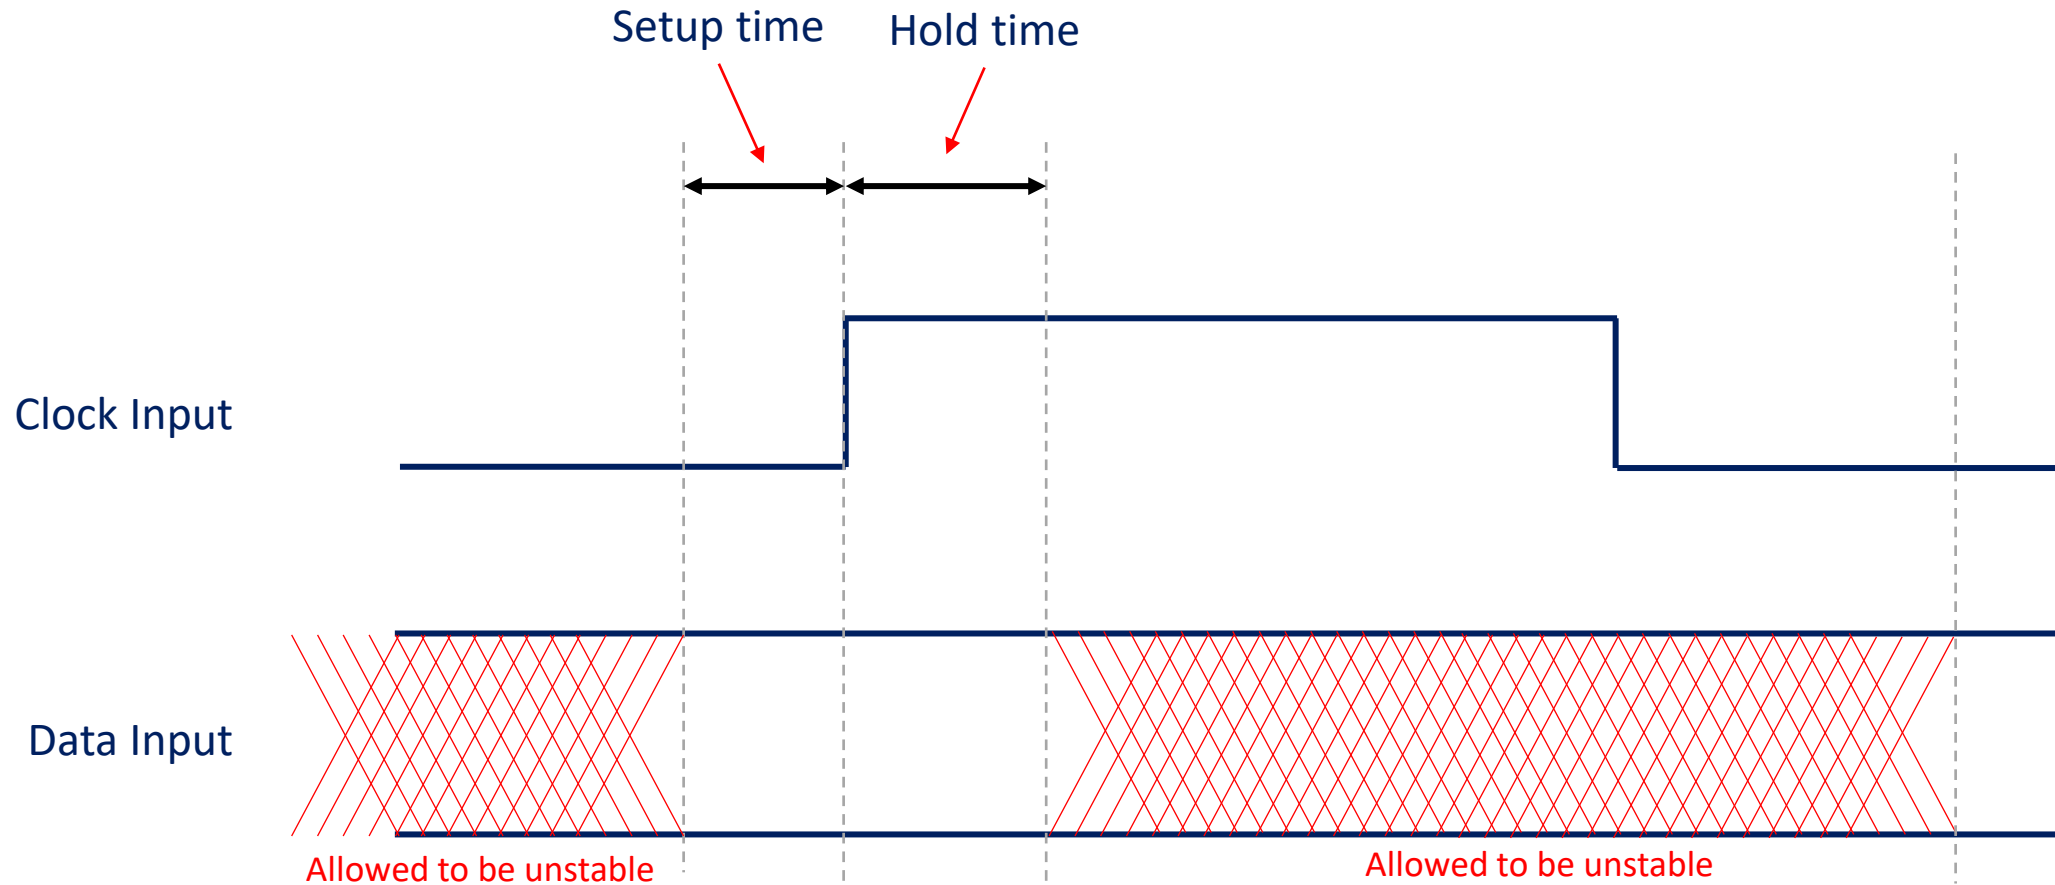 Setup time
Hold time
Clock Input
Data Input
Allowed to be unstable
Allowed to be unstable